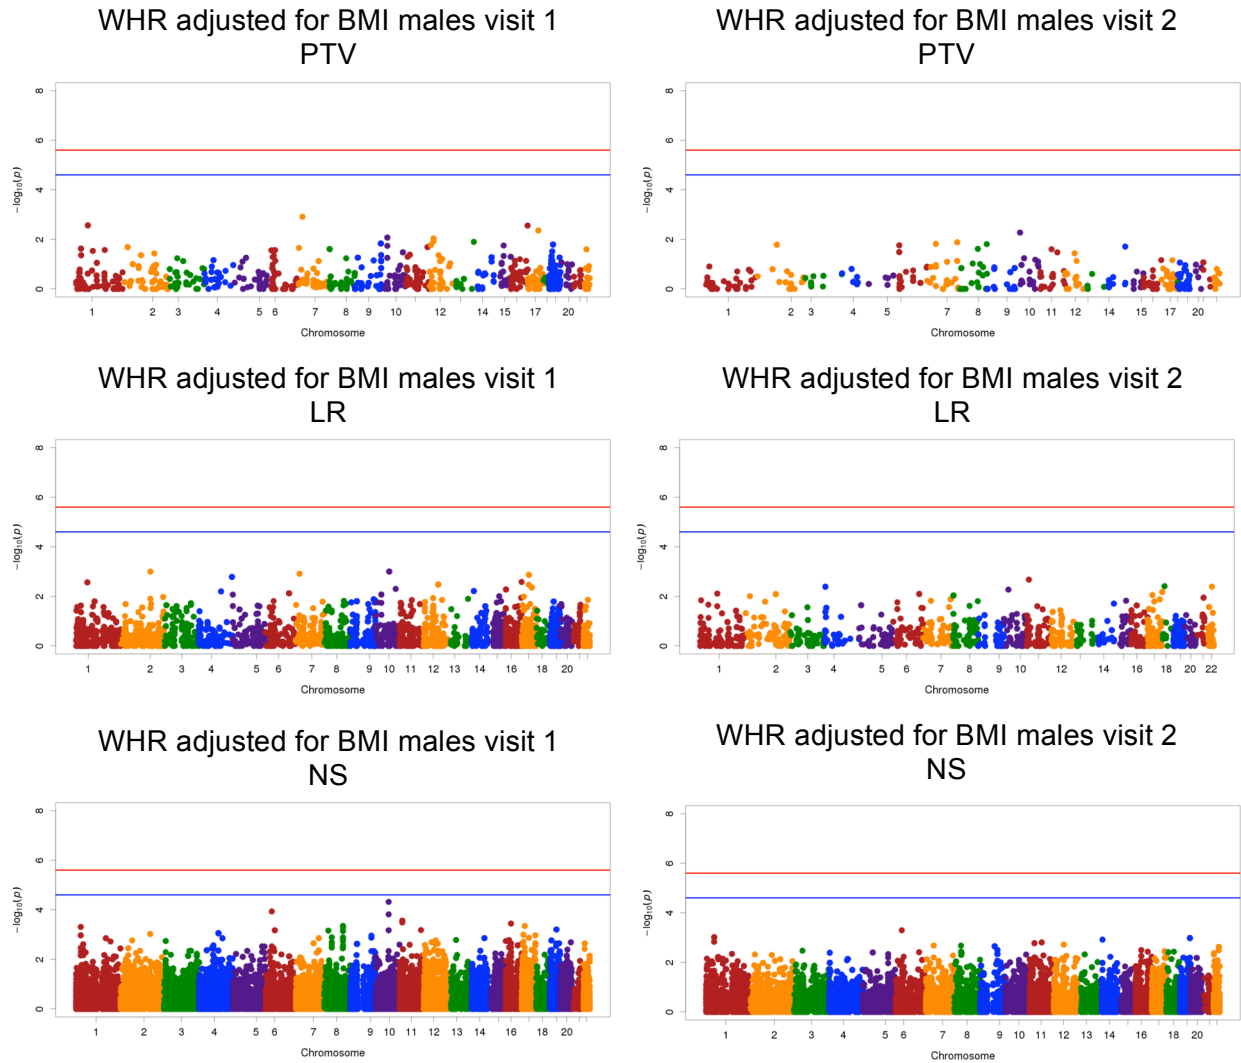 WHR adjusted for BMI males visit 1
PTV
8
6
4
2
0
−log10(p)
1 2 3 4 5 6 7 8 9 10 11 12 14 15 17 20
Chromosome
WHR adjusted for BMI males visit 2
PTV
8
6
4
2
0
−log10(p)
1 2 3 4 5 7 8 9 10 11 12 14 15 17 20
Chromosome
WHR adjusted for BMI males visit 1
LR
8
6
4
2
0
−log10(p)
1 2 3 4 5 6 7 8 9 10 11 12 13 14 16 18 20
Chromosome
WHR adjusted for BMI males visit 2
LR
8
6
4
2
0
−log10(p)
1 2 3 4 5 6 7 8 9 10 11 12 14 16 18 20 22
Chromosome
WHR adjusted for BMI males visit 1
NS
8
6
4
2
0
−log10(p)
1 2 3 4 5 6 7 8 9 10 11 12 13 14 16 18 20
Chromosome
WHR adjusted for BMI males visit 2
NS
8
6
4
2
0
−log10(p)
1 2 3 4 5 6 7 8 9 10 11 12 13 14 16 18 20
Chromosome